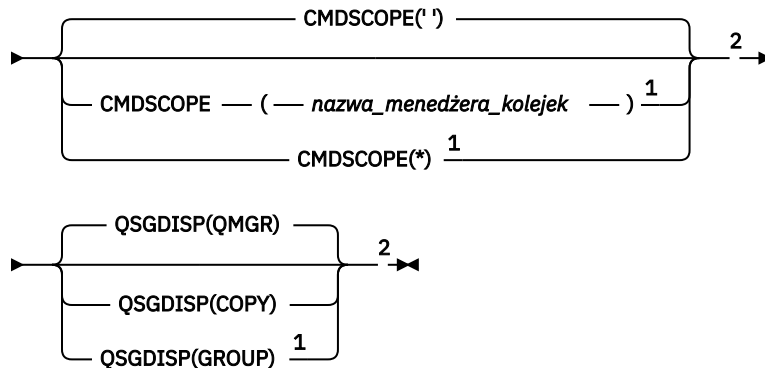 CMDSCOPE(' ')
2
CMDSCOPE ( nazwa_menedżera_kolejek ) 1
CMDSCOPE(*) 1
QSGDISP(QMGR)
2
QSGDISP(COPY)
QSGDISP(GROUP) 1